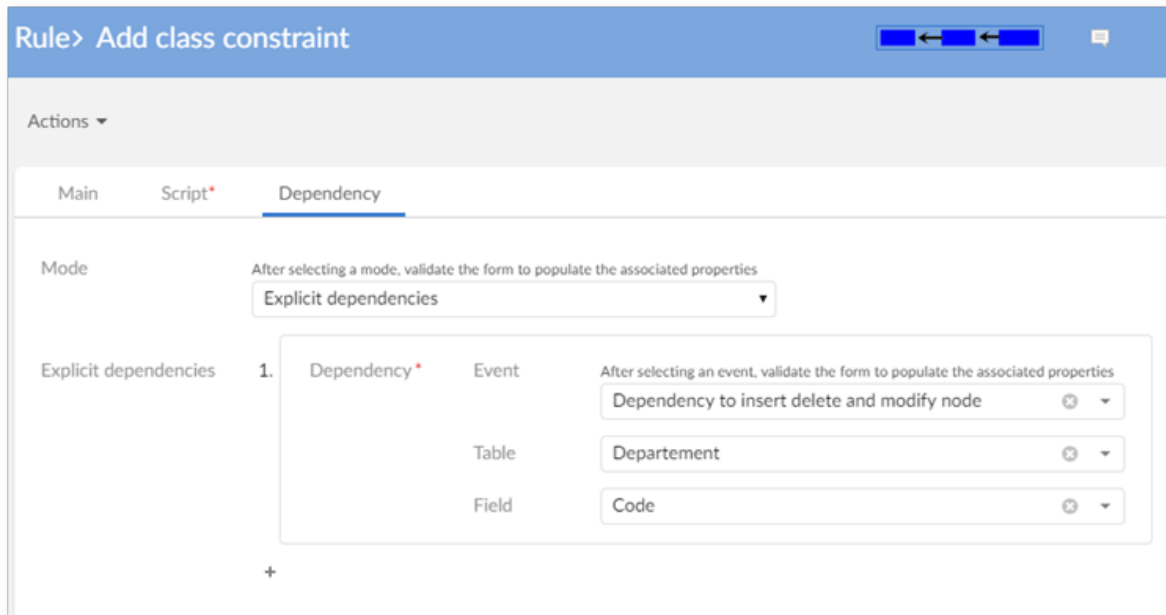 Rule> Add class constraint
Actions
Main Script* Dependency
Mode After selecting a mode, validate the form to populate the associated properties
Explicit dependencies
Explicit dependencies 1. Dependency* Event After selecting an event, validate the form to populate the associated properties
Dependency to insert delete and modify node
Table Departement
Field Code
+